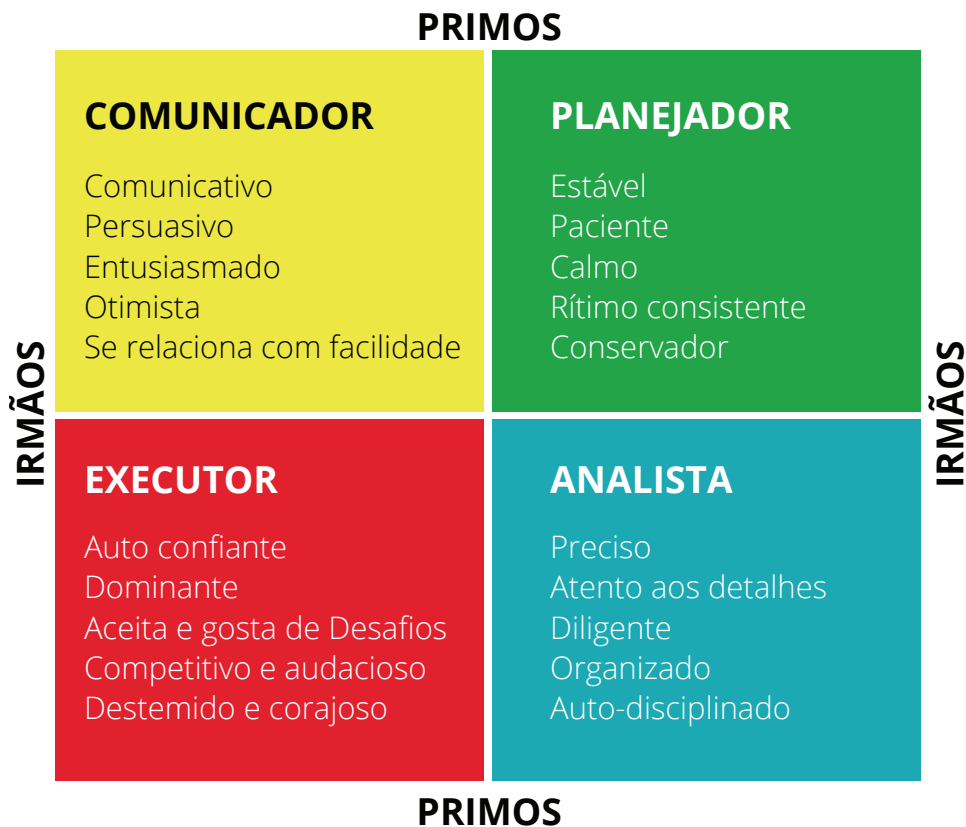 PRIMOS
COMUNICADOR
Comunicativo
Persuasivo
Entusiasmado
Otimista
Se relaciona com facilidade
PLANEJADOR
Estável
Paciente
Calmo
Rítimo consistente
Conservador
IRMÃOS
IRMÃOS
EXECUTOR
Auto confiante
Dominante
Aceita e gosta de Desafios
Competitivo e audacioso
Destemido e corajoso
ANALISTA
Preciso
Atento aos detalhes
Diligente
Organizado
Auto-disciplinado
PRIMOS